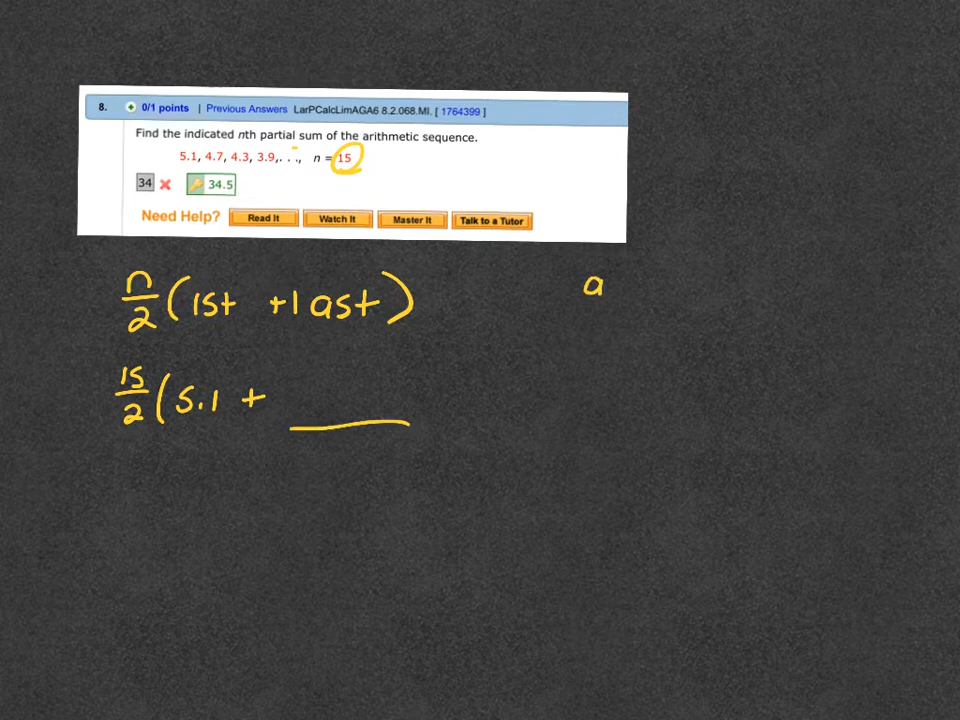 8. 0/1 points | Previous Answers LarPCalcLimAGA6 8.2.068.MI. [ 1764399 ]
Find the indicated nth partial sum of the arithmetic sequence.
5.1, 4.7, 4.3, 3.9,. . ., n = 15
34 34.5
Need Help? Read It Watch It Master It Talk to a Tutor
n/2 (1st + last) a
15/2 (5.1 + ___